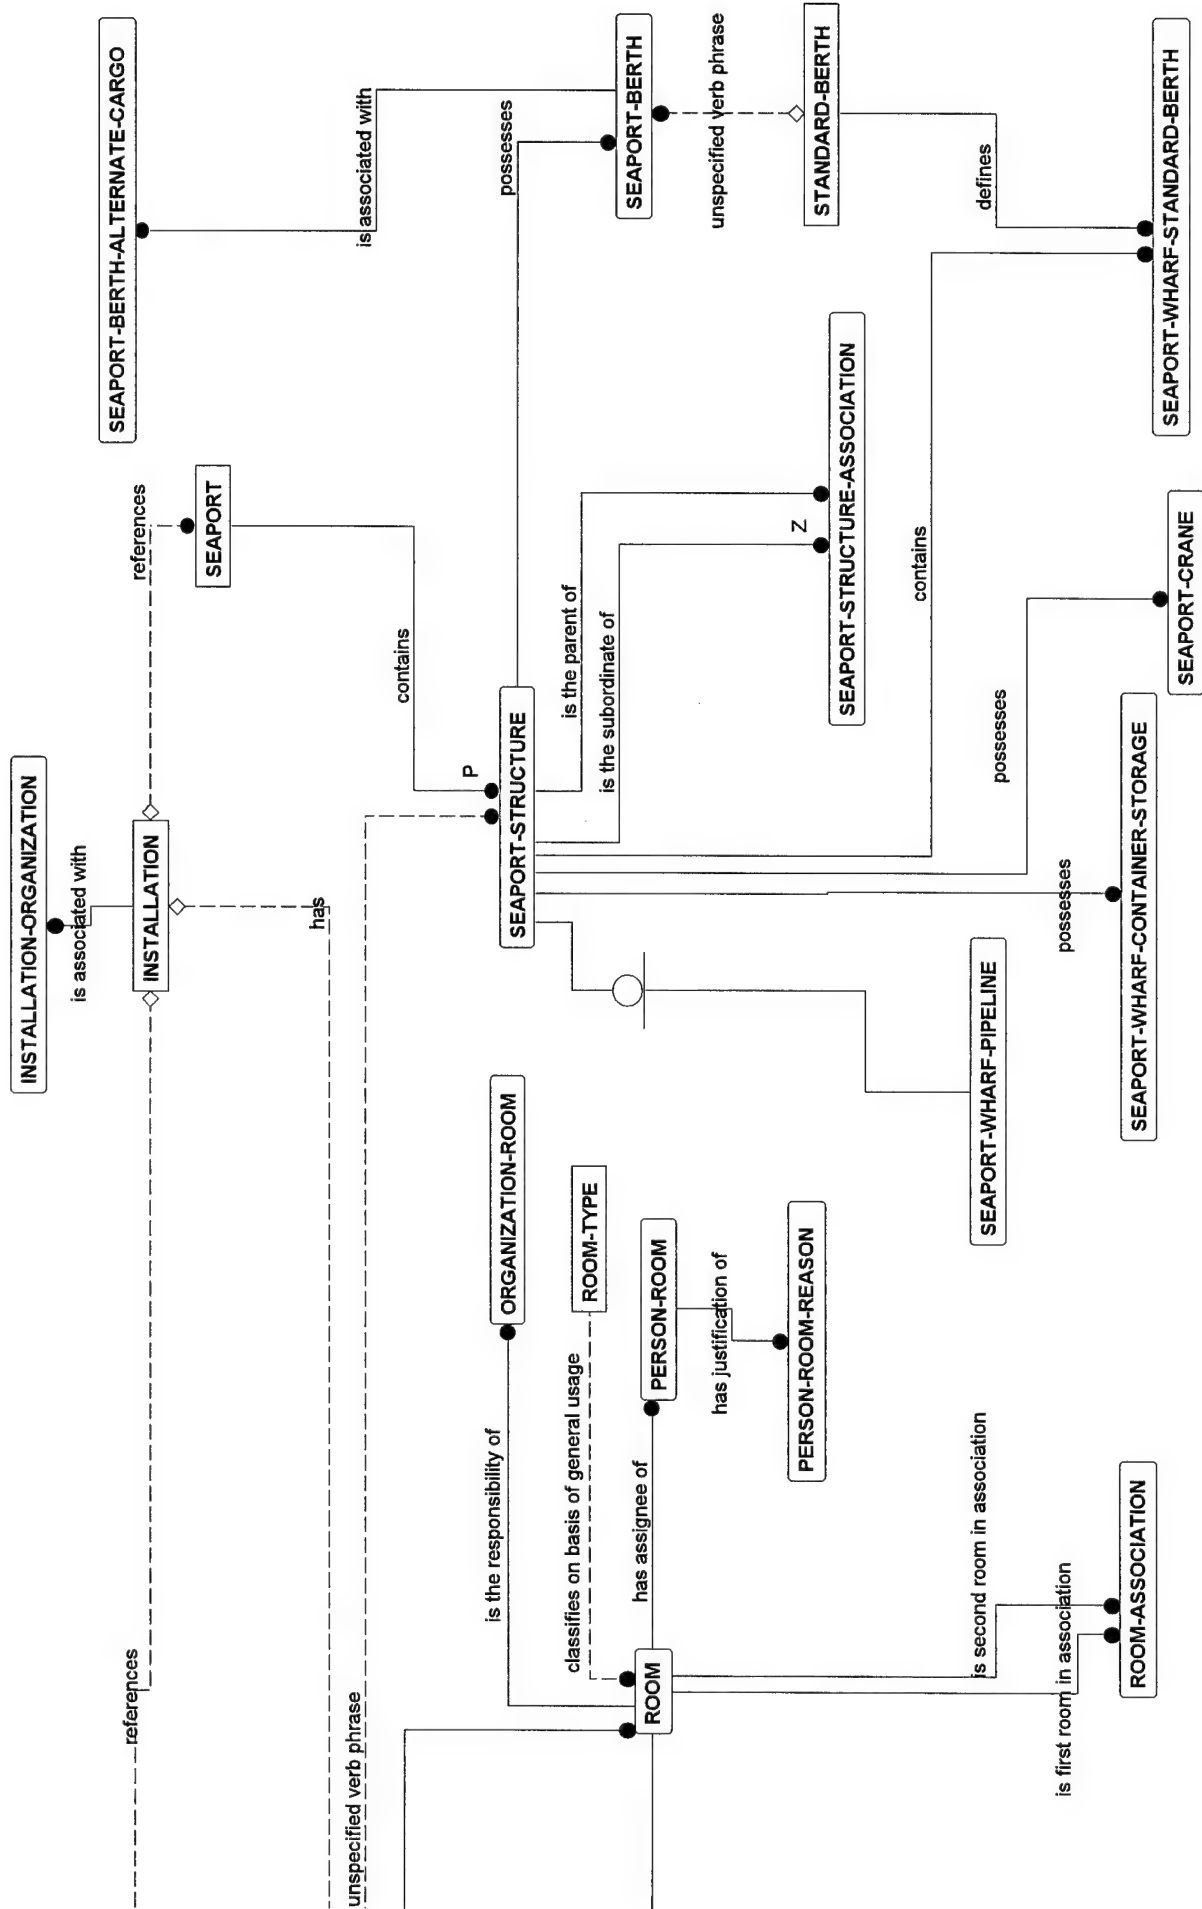 INSTALLATION-ORGANIZATION
is associated with
INSTALLATION
references
references
has
unspecified verb phrase
SEAPORT
contains
P
SEAPORT-STRUCTURE
SEAPORT-BERTH-ALTERNATE-CARGO
is associated with
possesses
SEAPORT-BERTH
unspecified verb phrase
STANDARD-BERTH
defines
SEAPORT-WHARF-STANDARD-BERTH
is the parent of
is the subordinate of
Z
SEAPORT-STRUCTURE-ASSOCIATION
contains
possesses
SEAPORT-CRANE
possesses
SEAPORT-WHARF-CONTAINER-STORAGE
SEAPORT-WHARF-PIPELINE
is the responsibility of
ORGANIZATION-ROOM
classifies on basis of general usage
ROOM-TYPE
ROOM
has assignee of
PERSON-ROOM
has justification of
PERSON-ROOM-REASON
is second room in association
is first room in association
ROOM-ASSOCIATION